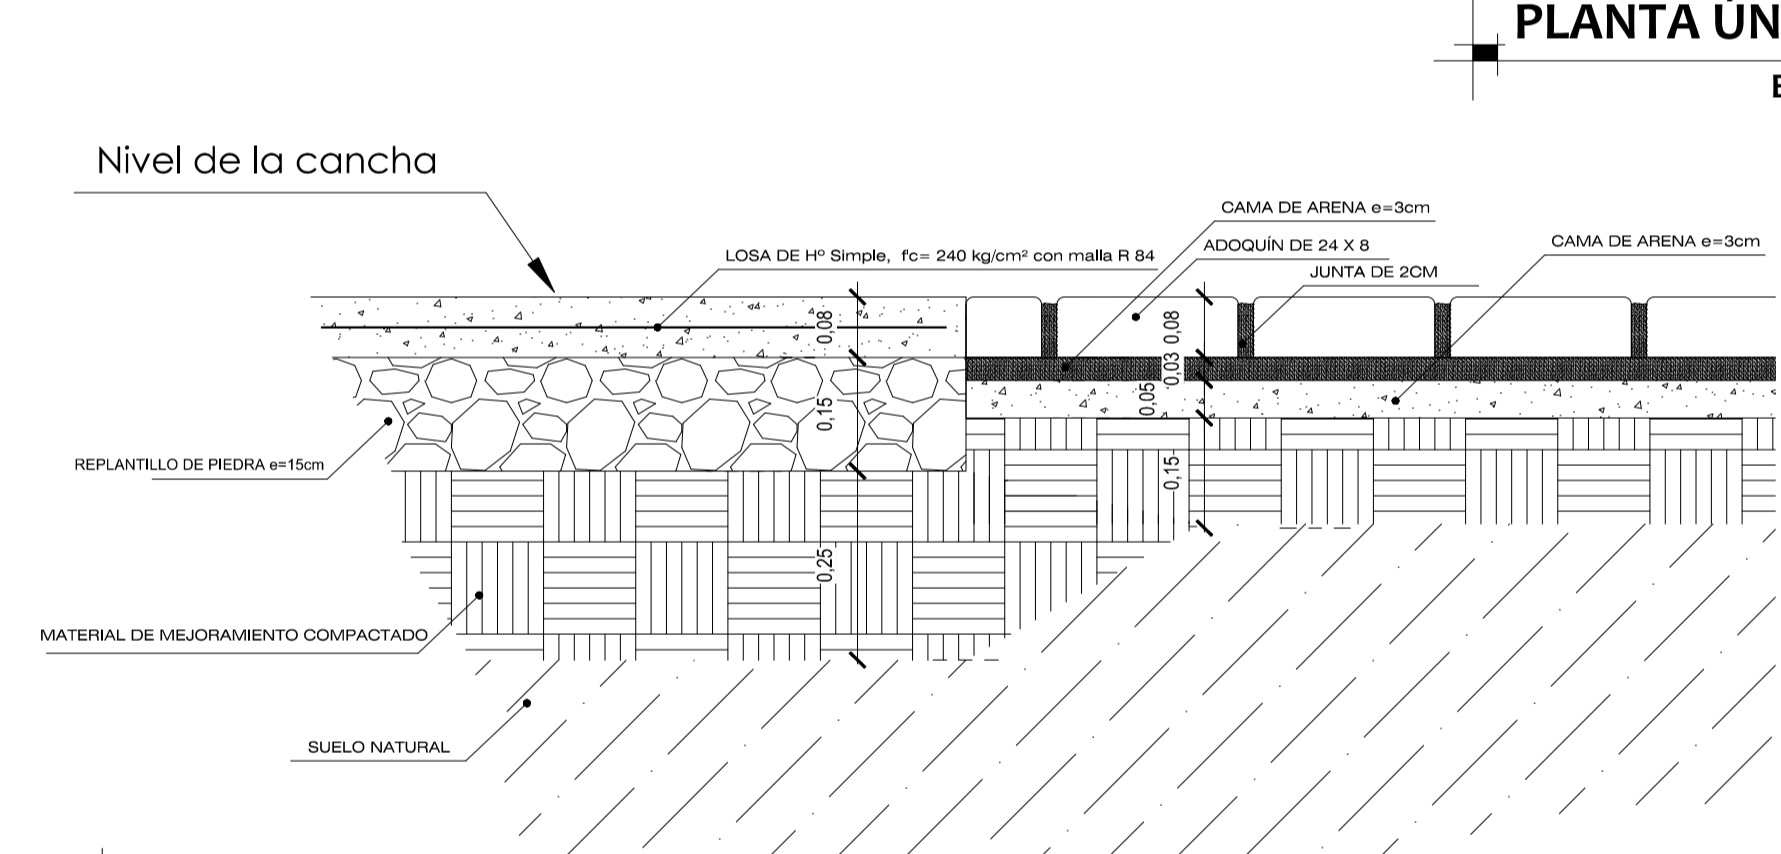 PLANTA ÚN
Nivel de la cancha
CAMA DE ARENA e=3cm
ADOQUÍN DE 24 X 8
CAMA DE ARENA e=3cm
LOSA DE Hº Simple, f'c= 240 kg/cm² con malla R 84
JUNTA DE 2CM
0,08
0,08
0,03
0,05
0,15
REPLANTILLO DE PIEDRA e=15cm
0,15
0,25
MATERIAL DE MEJORAMIENTO COMPACTADO
SUELO NATURAL